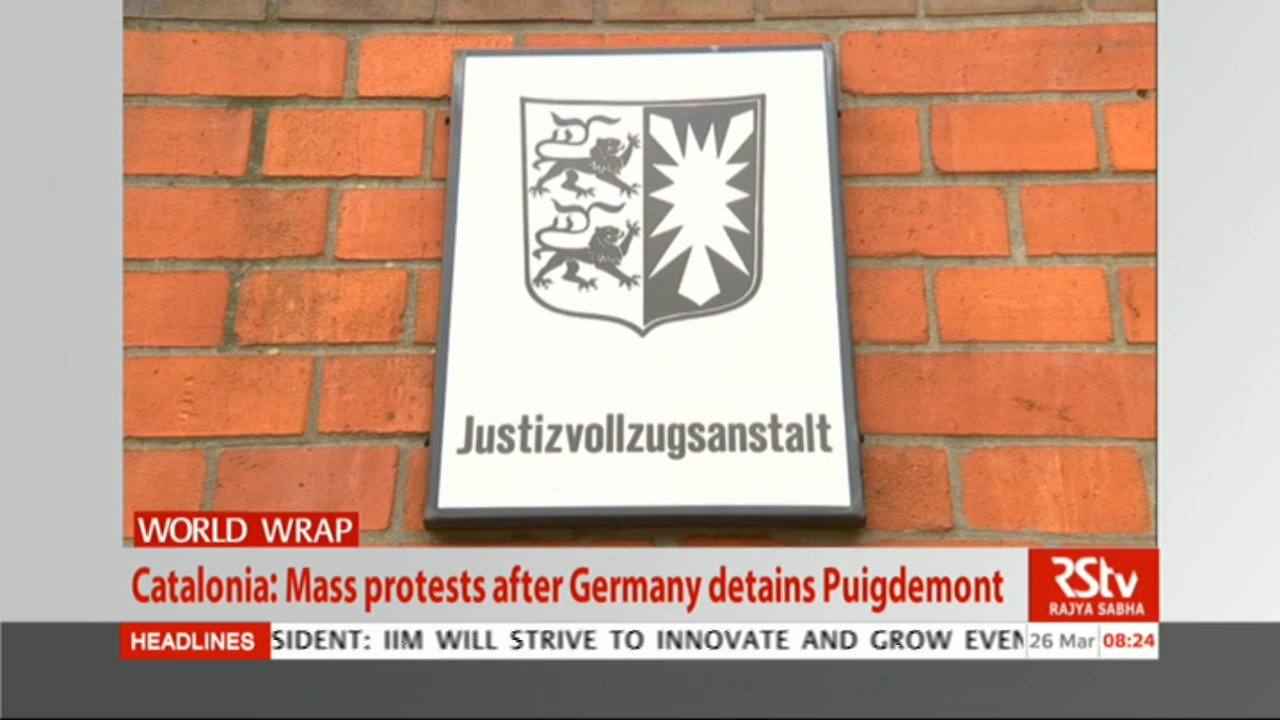 Justizvollzugsanstalt
WORLD WRAP
Catalonia: Mass protests after Germany detains Puigdemont
RStv
RAJYA SABHA
HEADLINES SIDENT: IIM WILL STRIVE TO INNOVATE AND GROW EVEN 26 Mar 08:24